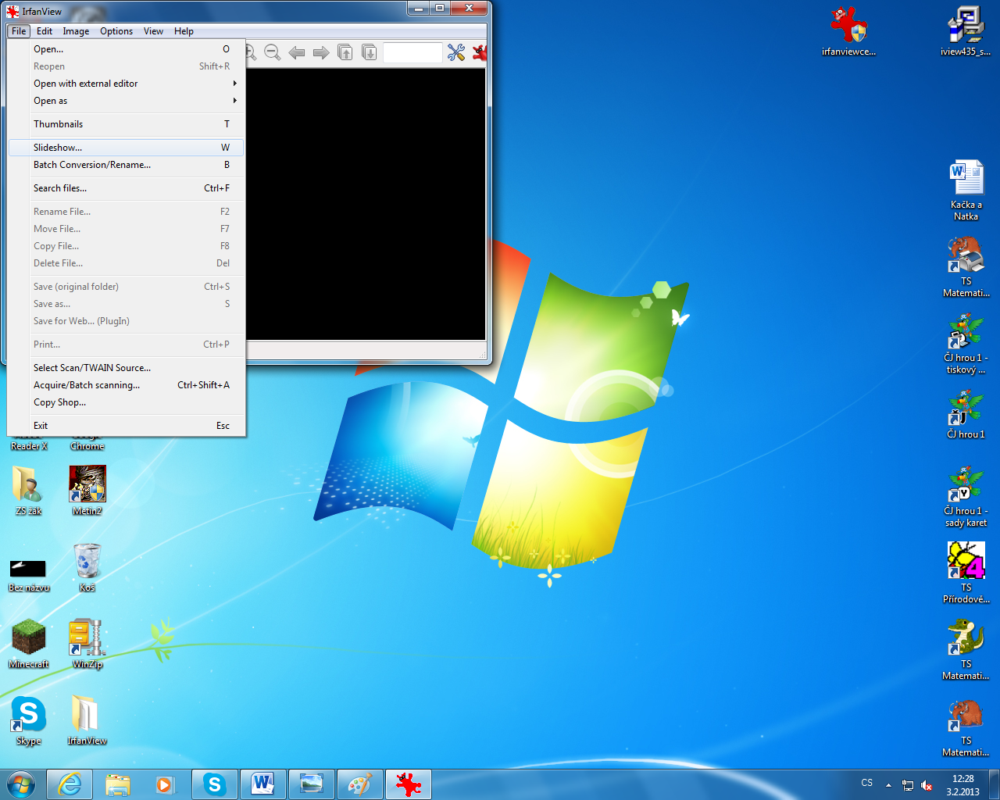 IrfanView
File Edit Image Options View Help
Open... O
Reopen Shift+R
Open with external editor
Open as
Thumbnails T
Slideshow... W
Batch Conversion/Rename... B
Search files... Ctrl+F
Rename File... F2
Move File... F7
Copy File... F8
Delete File... Del
Save (original folder) Ctrl+S
Save as... S
Save for Web... (PlugIn)
Print... Ctrl+P
Select Scan/TWAIN Source...
Acquire/Batch scanning... Ctrl+Shift+A
Copy Shop...
Exit Esc
Reader X
Chrome
ZS žák
Metin2
Bez názvu
Koš
Minecraft
WinZip
Skype
IrfanView
irfanviewce...
iview435_s...
Kačka a
Natka
TS
Matemati...
ČJ hrou 1 -
tiskový ...
ČJ hrou 1
ČJ hrou 1 -
sady karet
TS
Přírodově...
TS
Matemati...
TS
Matemati...
CS
12:28
3.2.2013